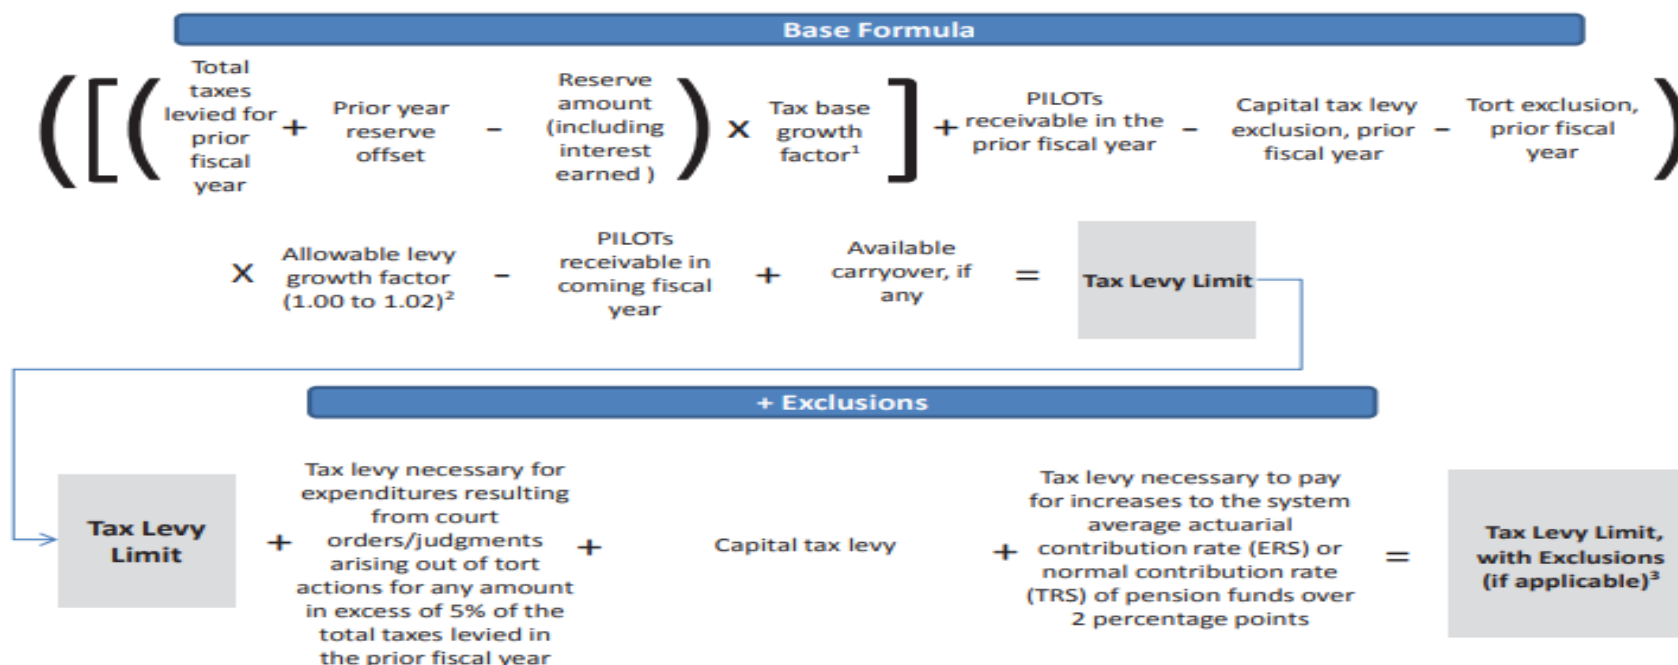 Base Formula
( [ ( Total
taxes
levied for
prior
fiscal
year
+
Prior year
reserve
offset
-
Reserve
amount
(including
interest
earned )
)
x
Tax base
growth
factor¹
]
+
PILOTs
receivable in the
prior fiscal year
-
Capital tax levy
exclusion, prior
fiscal year
-
Tort exclusion,
prior fiscal
year
)
X
Allowable levy
growth factor
(1.00 to 1.02)²
-
PILOTs
receivable in
coming fiscal
year
+
Available
carryover, if
any
=
Tax Levy Limit
+ Exclusions
Tax Levy
Limit
+
Tax levy necessary for
expenditures resulting
from court
orders/judgments
arising out of tort
actions for any amount
in excess of 5% of the
total taxes levied in
the prior fiscal year
+
Capital tax levy
+
Tax levy necessary to pay
for increases to the system
average actuarial
contribution rate (ERS) or
normal contribution rate
(TRS) of pension funds over
2 percentage points
=
Tax Levy Limit,
with Exclusions
(if applicable)³